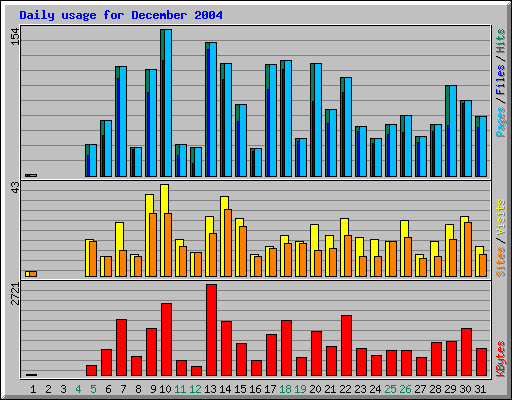 Daily usage for December 2004
154
Pages/Files/Hits
43
Sites/Visits
2721
KBytes
1 2 3 4 5 6 7 8 9 10 11 12 13 14 15 16 17 18 19 20 21 22 23 24 25 26 27 28 29 30 31